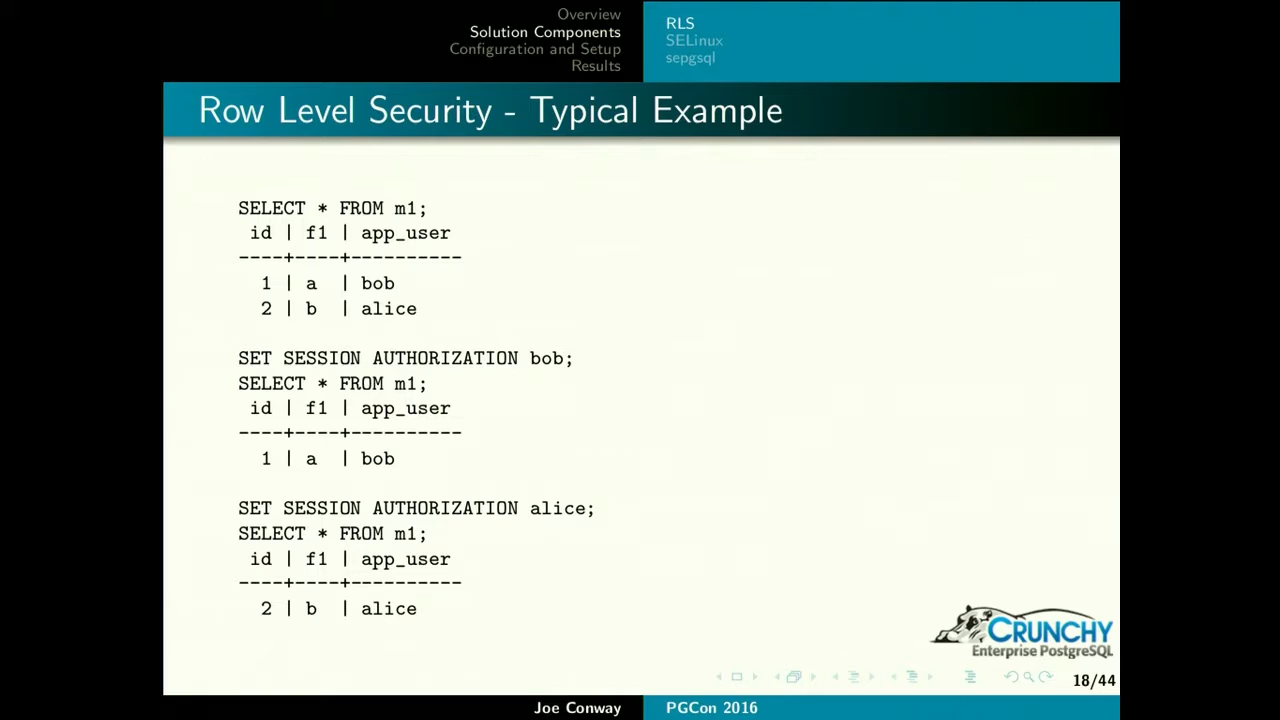 Overview
Solution Components
Configuration and Setup
Results
RLS
SELinux
sepgsql
Row Level Security - Typical Example
SELECT * FROM m1;
 id | f1 | app_user
----+----+----------
  1 | a  | bob
  2 | b  | alice
SET SESSION AUTHORIZATION bob;
SELECT * FROM m1;
 id | f1 | app_user
----+----+----------
  1 | a  | bob
SET SESSION AUTHORIZATION alice;
SELECT * FROM m1;
 id | f1 | app_user
----+----+----------
  2 | b  | alice
CRUNCHY
Enterprise PostgreSQL
18/44
Joe Conway
PGCon 2016